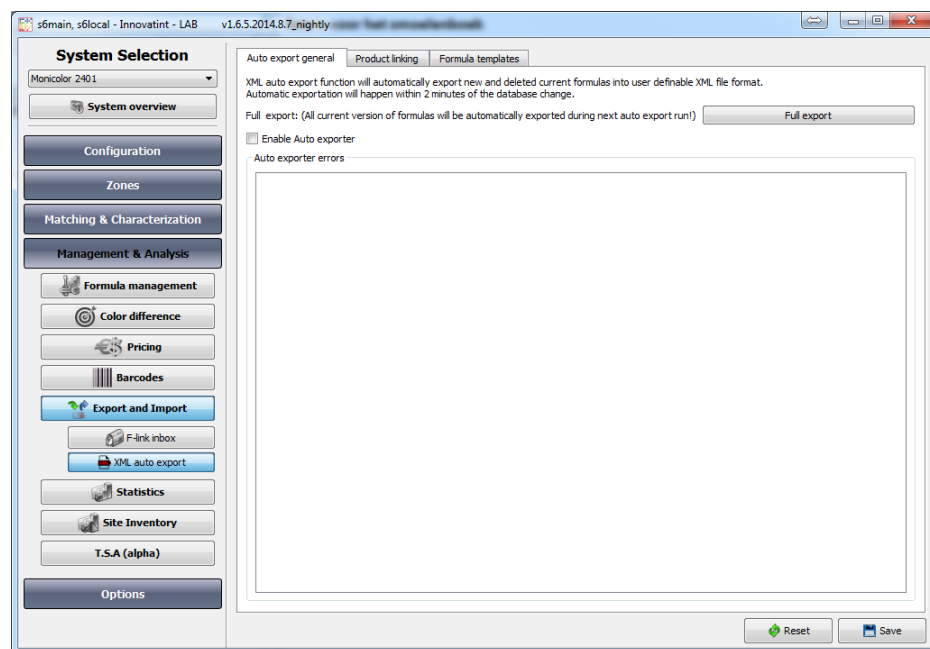 s6main, s6local - Innovatint - LAB v1.6.5.2014.8.7_nightly
System Selection
Monicolor 2401
System overview
Configuration
Zones
Matching & Characterization
Management & Analysis
Formula management
Color difference
Pricing
Barcodes
Export and Import
F-link inbox
XML auto export
Statistics
Site Inventory
T.S.A (alpha)
Options
Auto export general Product linking Formula templates
XML auto export function will automatically export new and deleted current formulas into user definable XML file format.
Automatic exportation will happen within 2 minutes of the database change.
Full export: (All current version of formulas will be automatically exported during next auto export run!) Full export
Enable Auto exporter
Auto exporter errors
Reset Save